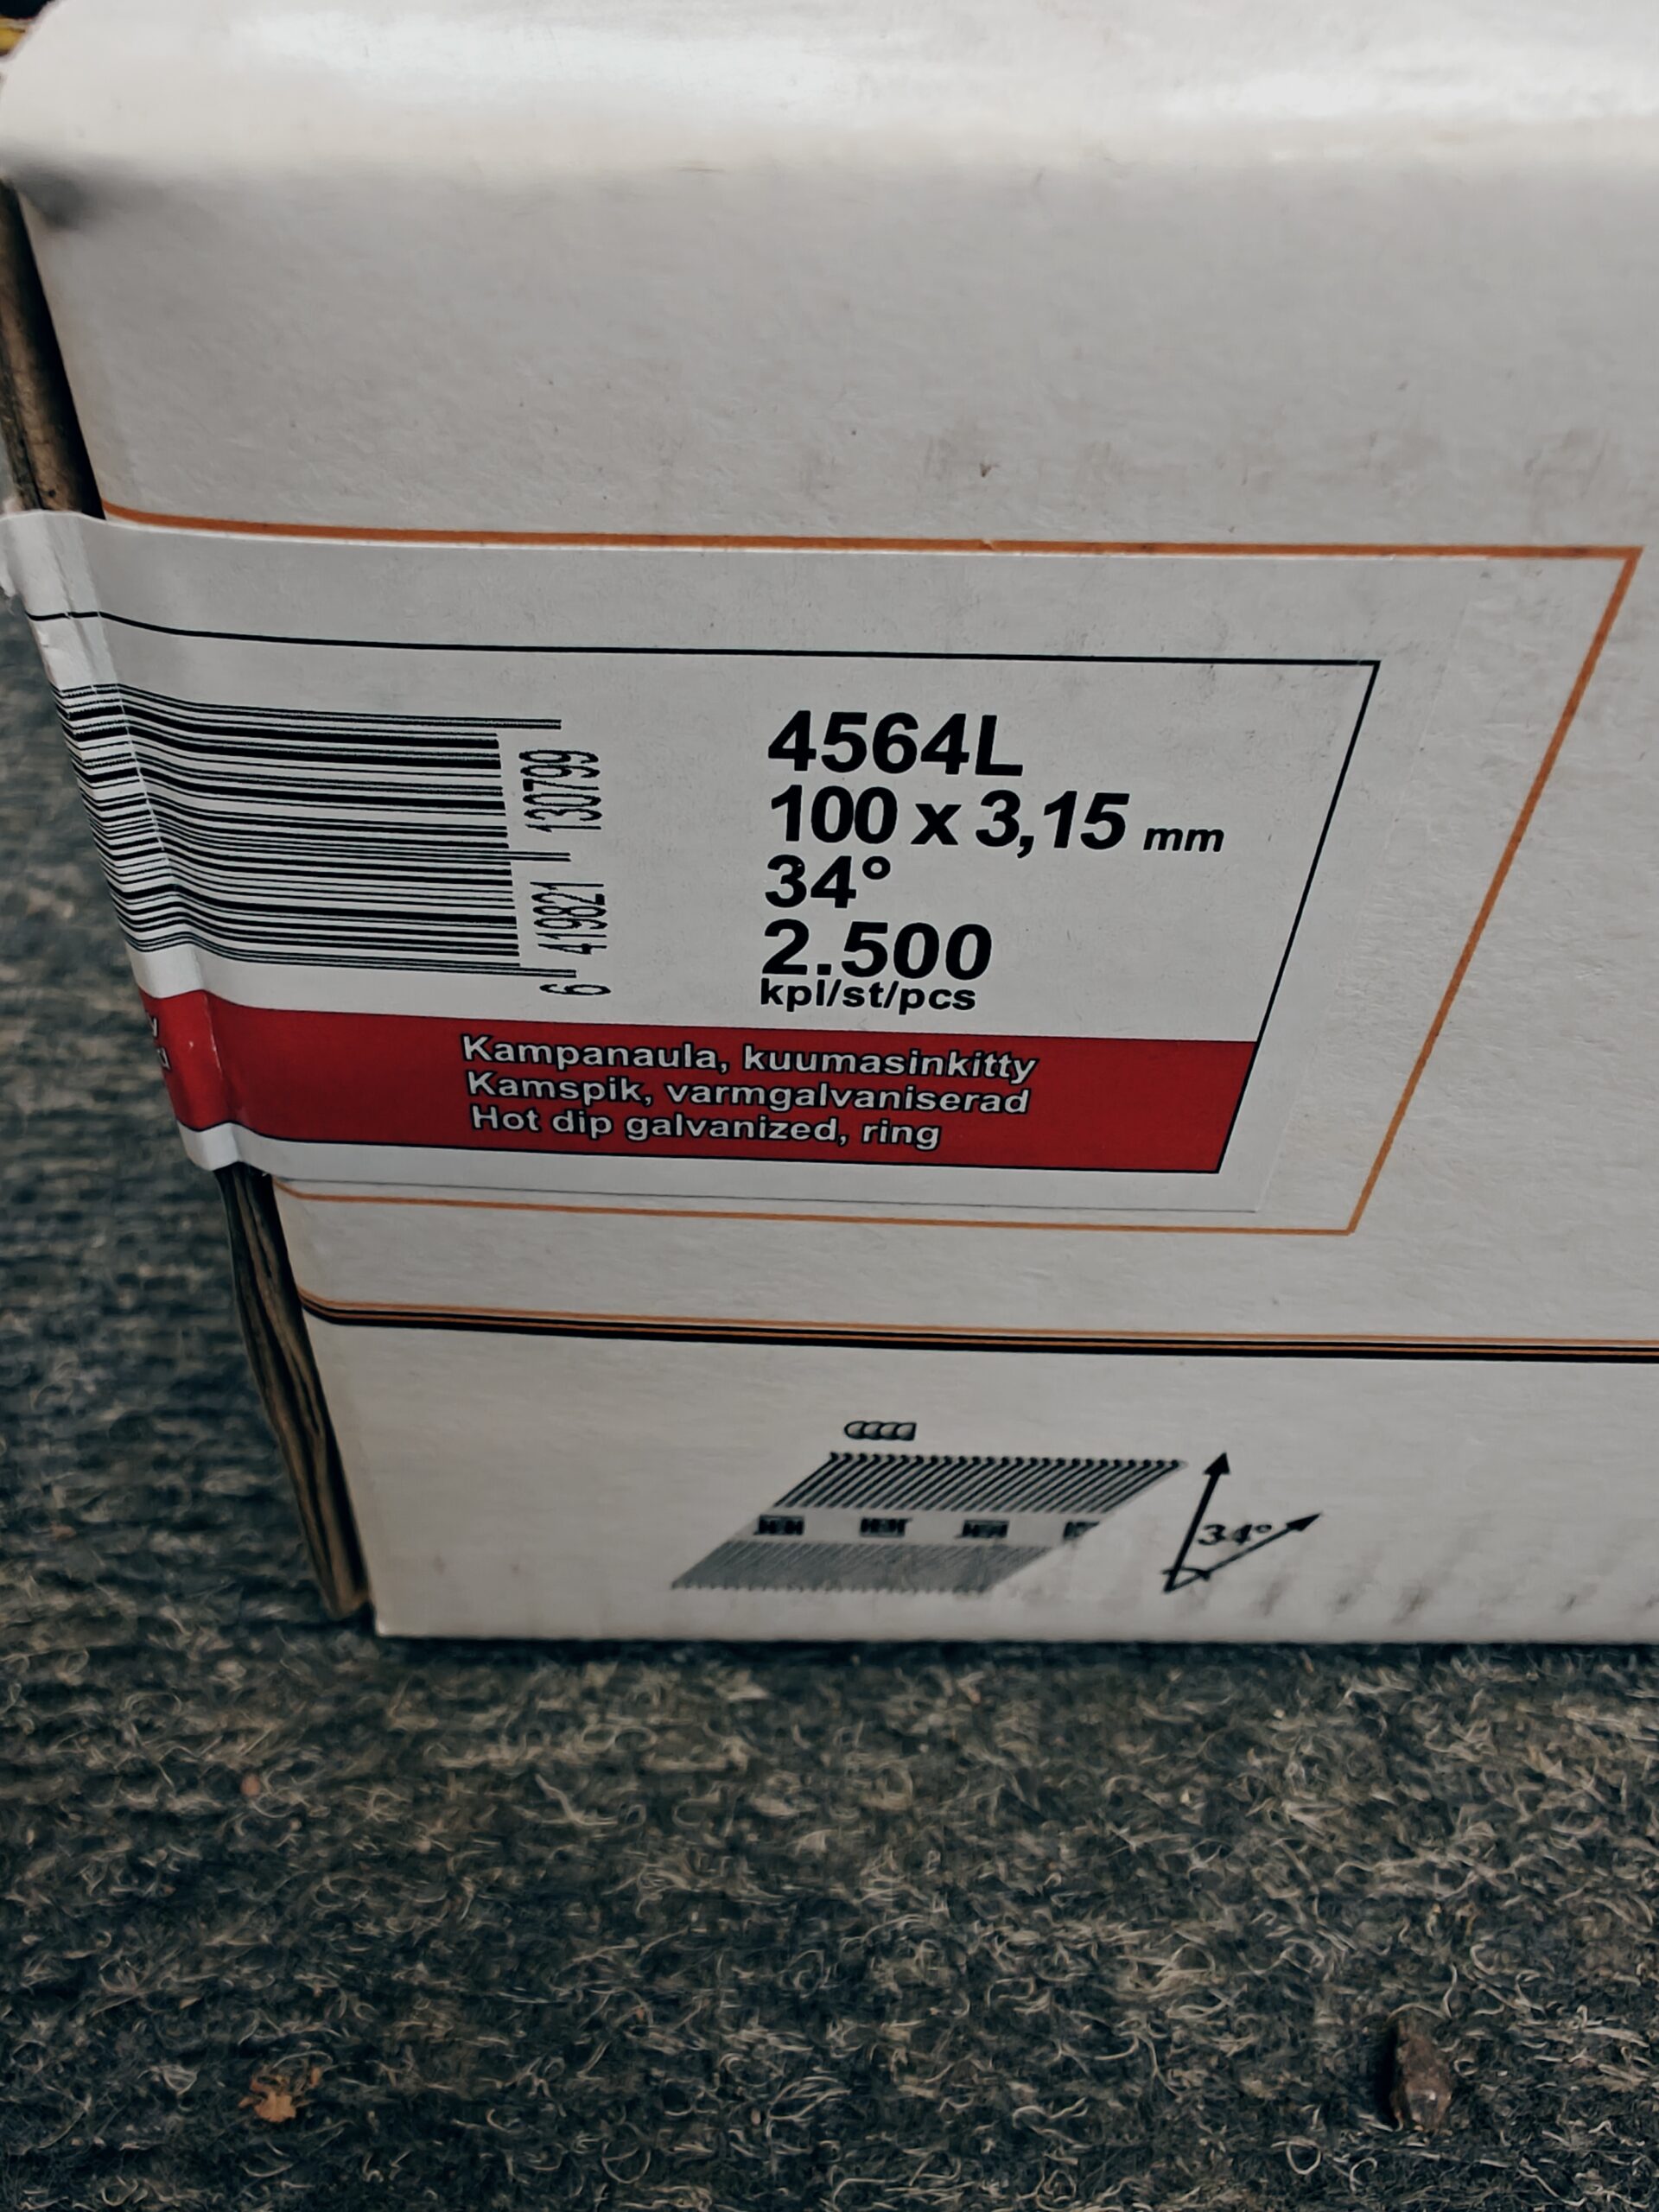 4564L
100 x 3,15 mm
34°
2.500
kpl/st/pcs
6 419821 130799
Kampanaula, kuumasinkitty
Kamspik, varmgalvaniserad
Hot dip galvanized, ring
34°